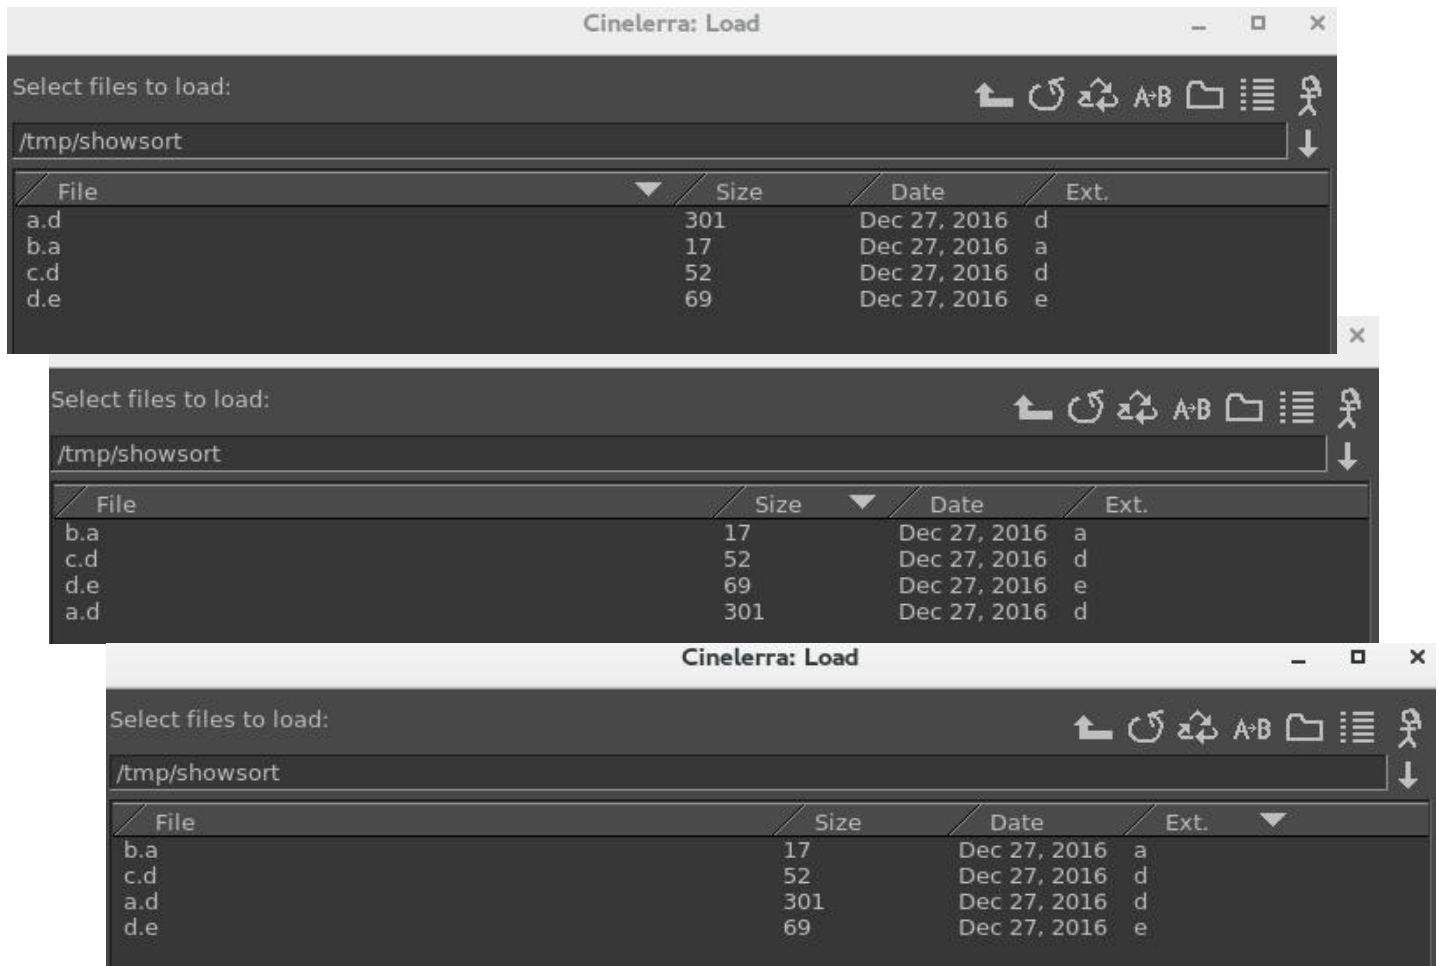 Cinelerra: Load
Select files to load:
A→B
/tmp/showsort
File Size Date Ext.
a.d 301 Dec 27, 2016 d
b.a 17 Dec 27, 2016 a
c.d 52 Dec 27, 2016 d
d.e 69 Dec 27, 2016 e
Select files to load:
A→B
/tmp/showsort
File Size Date Ext.
b.a 17 Dec 27, 2016 a
c.d 52 Dec 27, 2016 d
d.e 69 Dec 27, 2016 e
a.d 301 Dec 27, 2016 d
Cinelerra: Load
Select files to load:
A→B
/tmp/showsort
File Size Date Ext.
b.a 17 Dec 27, 2016 a
c.d 52 Dec 27, 2016 d
a.d 301 Dec 27, 2016 d
d.e 69 Dec 27, 2016 e